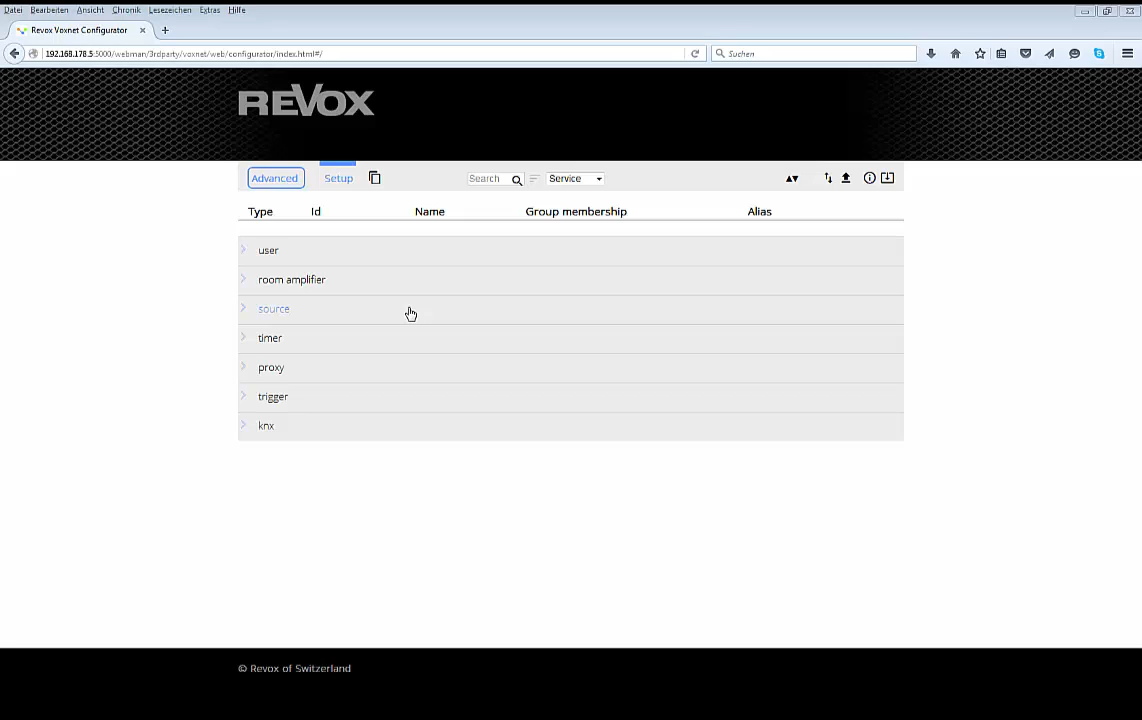 Datei Bearbeiten Ansicht Chronik Lesezeichen Extras Hilfe
Revox Voxnet Configurator
192.168.178.5:5000/webman/3rdparty/voxnet/web/configurator/index.html#/ Suchen
REVOX
Advanced Setup Search Service
Type Id Name Group membership Alias
user
room amplifier
source
timer
proxy
trigger
knx
© Revox of Switzerland